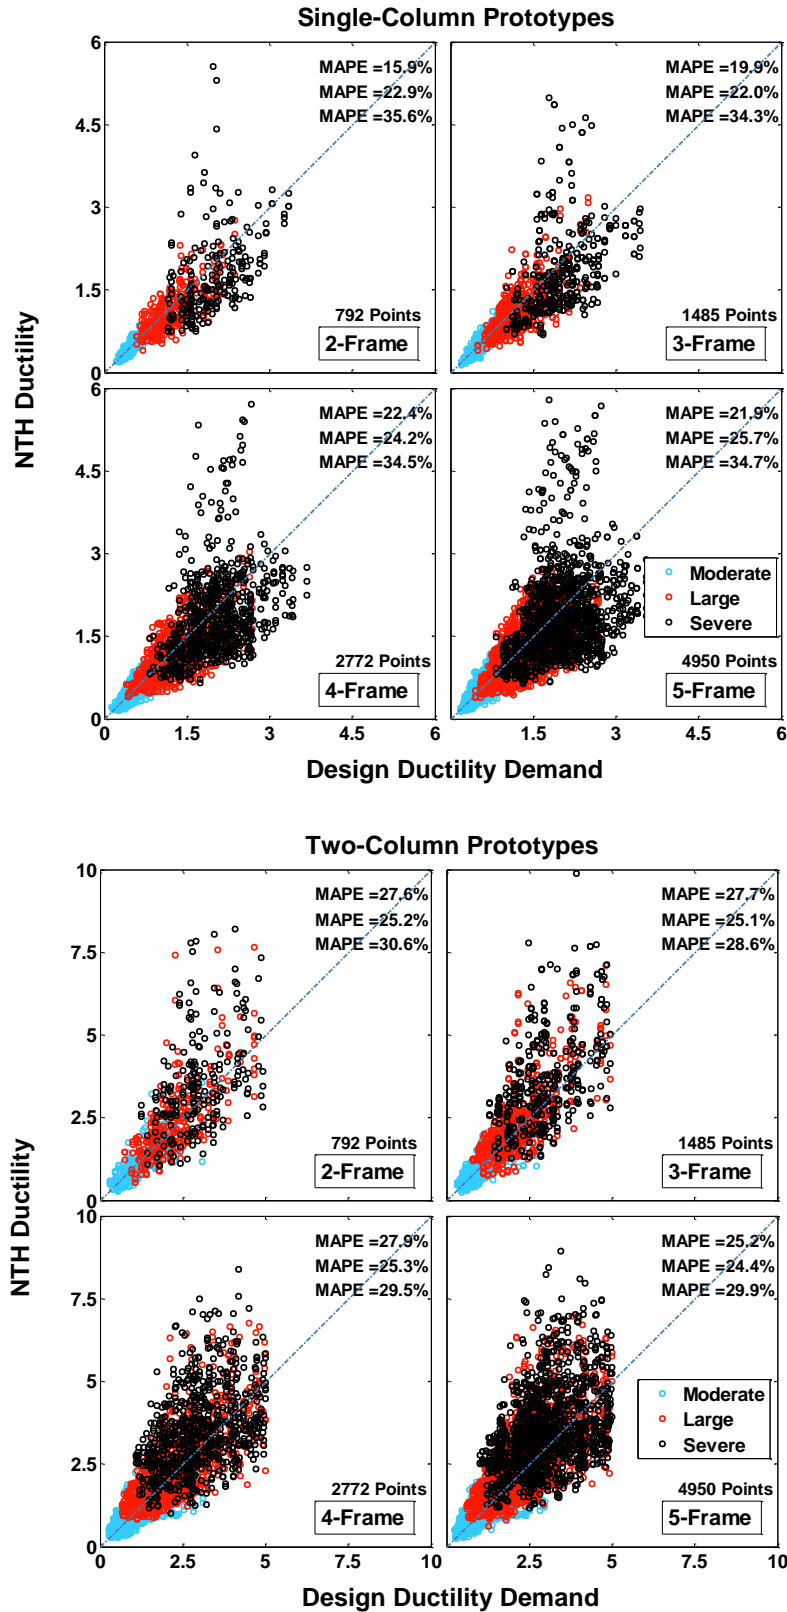 Single-Column Prototypes
6
MAPE =15.9%
MAPE =22.9%
MAPE =35.6%
4.5
3
1.5
0
792 Points
2-Frame
MAPE =19.9%
MAPE =22.0%
MAPE =34.3%
1485 Points
3-Frame
NTH Ductility
6
MAPE =22.4%
MAPE =24.2%
MAPE =34.5%
4.5
3
1.5
0
2772 Points
4-Frame
0 1.5 3 4.5 6
MAPE =21.9%
MAPE =25.7%
MAPE =34.7%
Moderate
Large
Severe
4950 Points
5-Frame
1.5 3 4.5 6
Design Ductility Demand
Two-Column Prototypes
10
MAPE =27.6%
MAPE =25.2%
MAPE =30.6%
7.5
5
2.5
0
792 Points
2-Frame
MAPE =27.7%
MAPE =25.1%
MAPE =28.6%
1485 Points
3-Frame
NTH Ductility
10
MAPE =27.9%
MAPE =25.3%
MAPE =29.5%
7.5
5
2.5
0
2772 Points
4-Frame
0 2.5 5 7.5 10
MAPE =25.2%
MAPE =24.4%
MAPE =29.9%
Moderate
Large
Severe
4950 Points
5-Frame
2.5 5 7.5 10
Design Ductility Demand